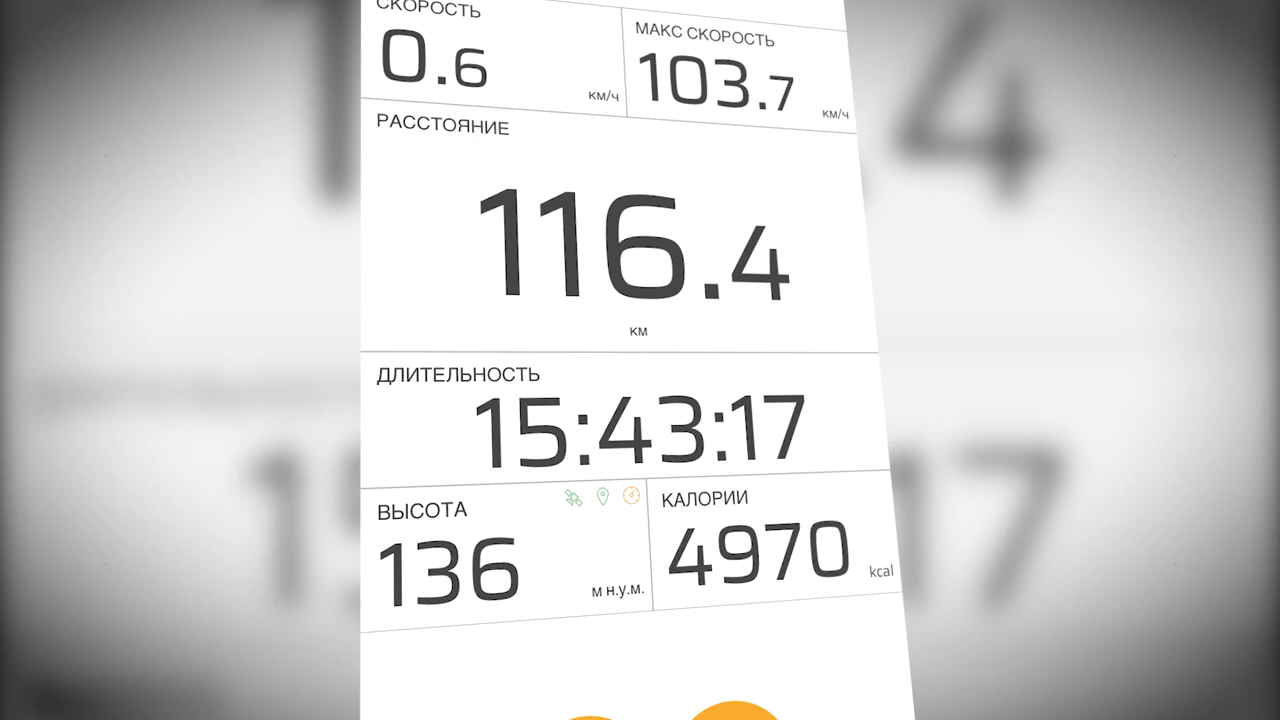 СКОРОСТЬ
0.6
км/ч
МАКС СКОРОСТЬ
103.7
км/ч
РАССТОЯНИЕ
116.4
км
ДЛИТЕЛЬНОСТЬ
15:43:17
ВЫСОТА
136
м н.у.м.
КАЛОРИИ
4970
kcal